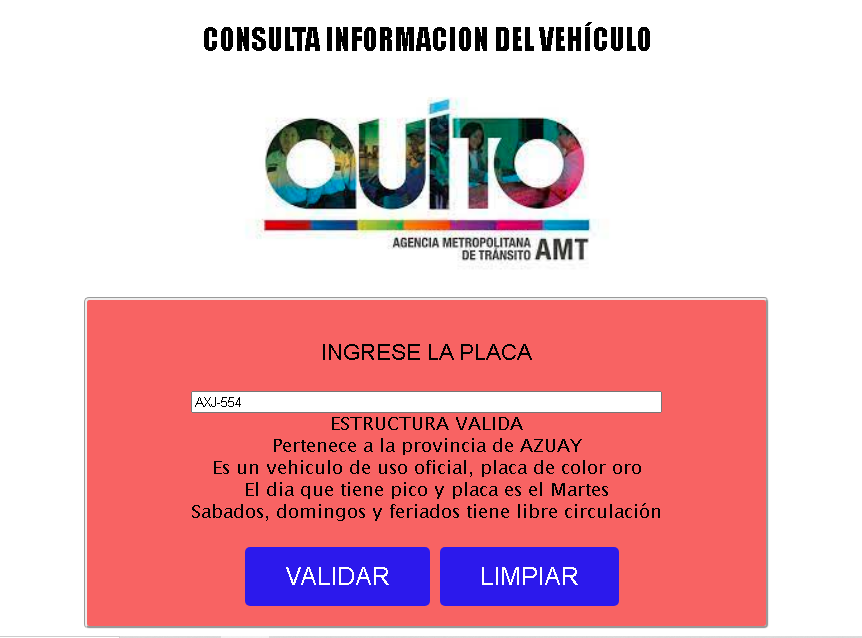 CONSULTA INFORMACION DEL VEHÍCULO
QUITO
AGENCIA METROPOLITANA
DE TRÁNSITO AMT
INGRESE LA PLACA
AXJ-554
ESTRUCTURA VALIDA
Pertenece a la provincia de AZUAY
Es un vehiculo de uso oficial, placa de color oro
El dia que tiene pico y placa es el Martes
Sabados, domingos y feriados tiene libre circulación
VALIDAR LIMPIAR